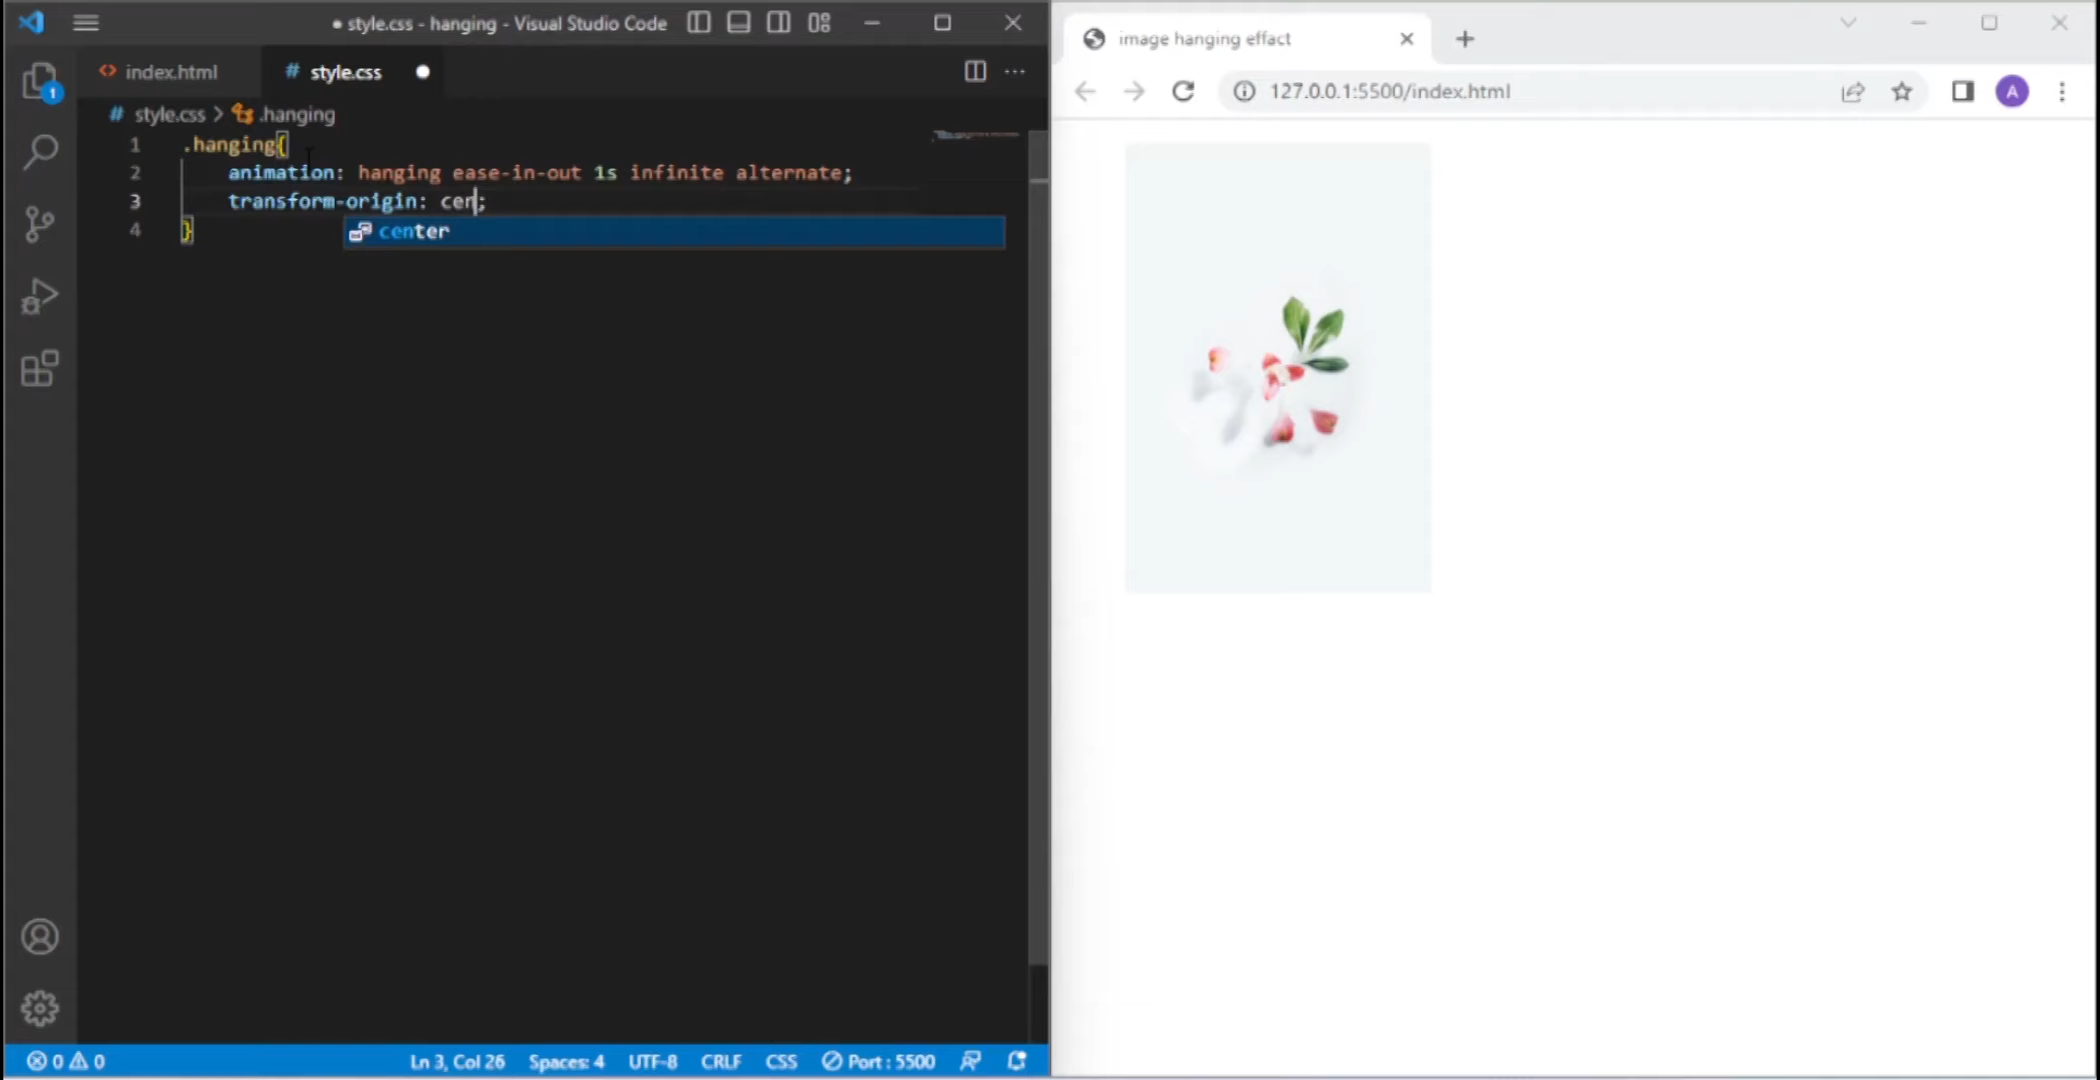 ● style.css - hanging - Visual Studio Code
index.html
# style.css ●
1
# style.css > .hanging
1 .hanging{
2 animation: hanging ease-in-out 1s infinite alternate;
3 transform-origin: cen;
center
4 }
0 0
Ln 3, Col 26 Spaces: 4 UTF-8 CRLF CSS Port : 5500
image hanging effect
127.0.0.1:5500/index.html
A